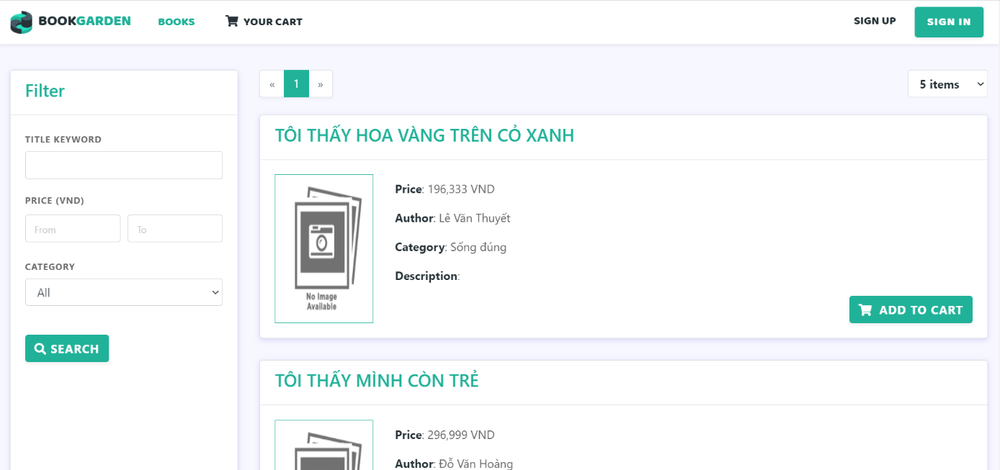 BOOKGARDEN BOOKS YOUR CART SIGN UP SIGN IN
Filter
TITLE KEYWORD
PRICE (VND)
From To
CATEGORY
All
SEARCH
« 1 » 5 items
TÔI THẤY HOA VÀNG TRÊN CỎ XANH
No Image
Available
Price: 196,333 VND
Author: Lê Văn Thuyết
Category: Sống đúng
Description:
ADD TO CART
TÔI THẤY MÌNH CÒN TRẺ
Price: 296,999 VND
Author: Đỗ Văn Hoàng